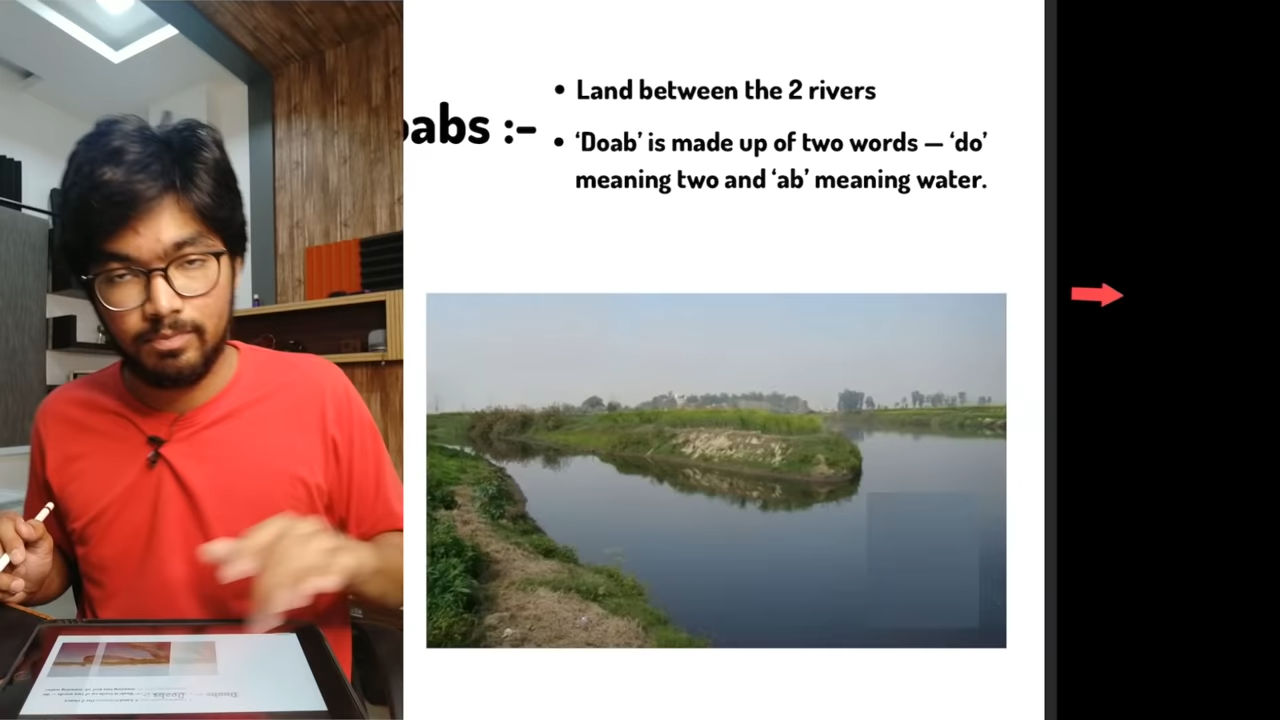 oabs :–
• Land between the 2 rivers
• ‘Doab’ is made up of two words — ‘do’
meaning two and ‘ab’ meaning water.